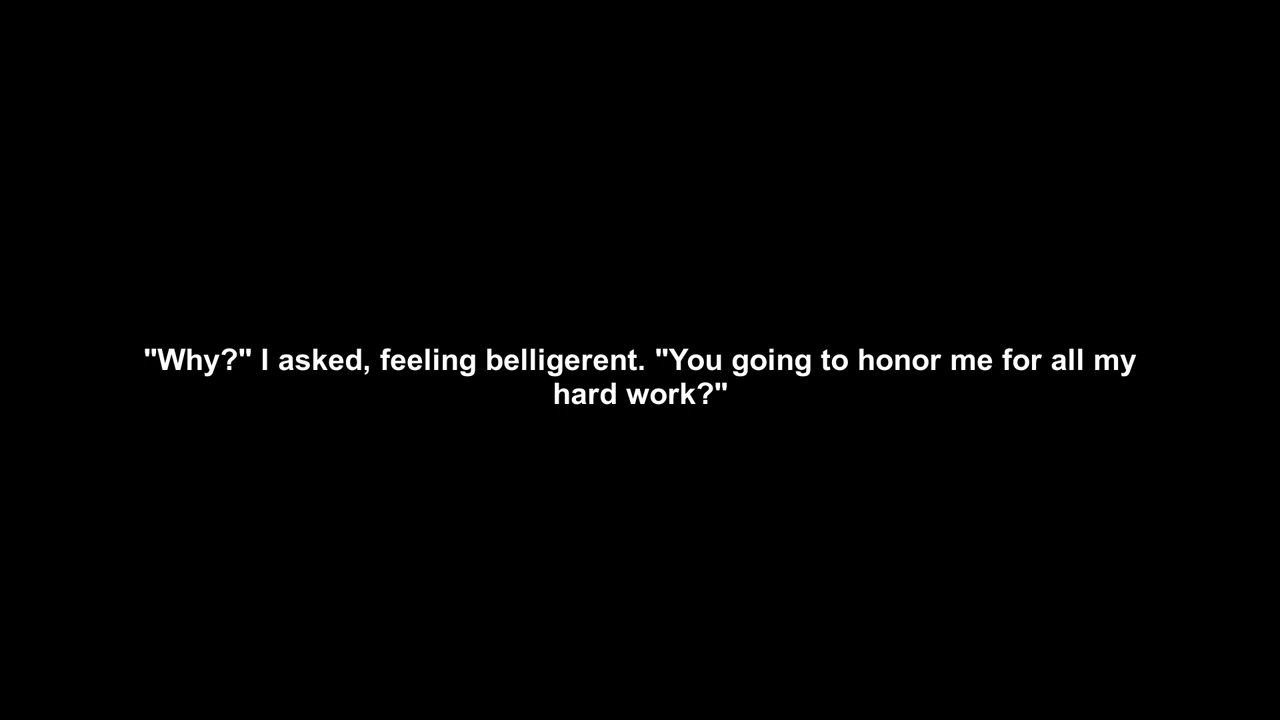 "Why?" I asked, feeling belligerent. "You going to honor me for all my
hard work?"